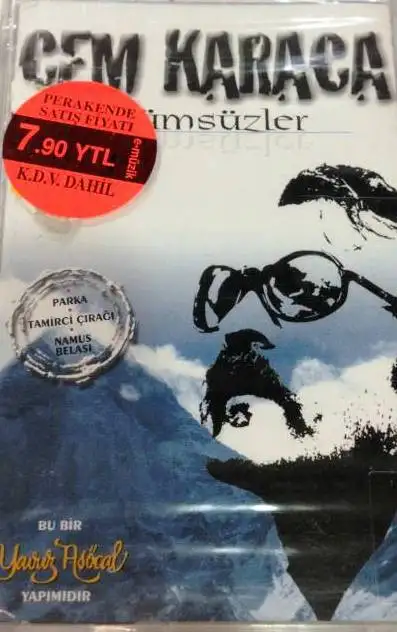 CEM KARACA
PERAKENDE
SATIŞ FİYATI
7.90 YTL
e-müzik
K.D.V. DAHİL
imsüzler
PARKA
TAMİRCİ ÇIRAĞI
NAMUS
BELASI
BU BİR
Yavuz Asöcal
YAPIMIDIR